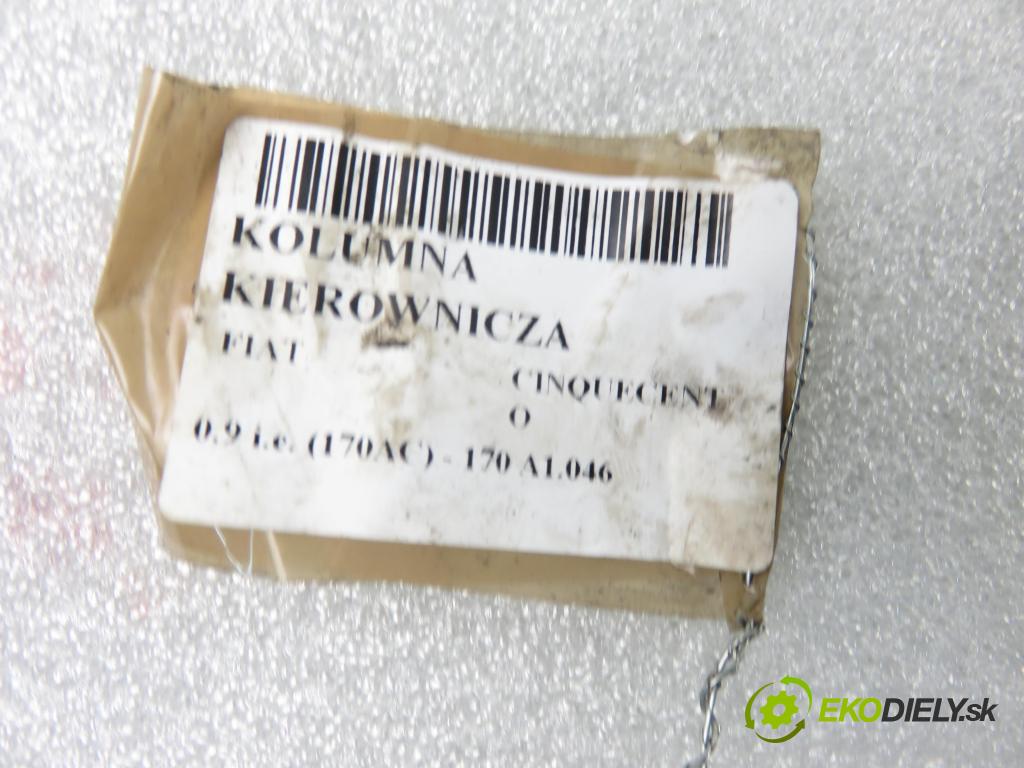 KOLUMNA
KIEROWNICZA
FIAT
CINQUECENT
O
0.9 i.e. (170AC) - 170 A1.046
EKODIELY.sk